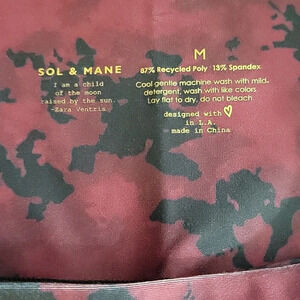 SOL & MANE
I am a child
of the moon
raised by the sun.
-Zara Ventris
M
87% Recycled Poly · 13% Spandex
Cool gentle machine wash with mild
detergent, wash with like colors
Lay flat to dry, do not bleach.
designed with
in L.A.
made in China